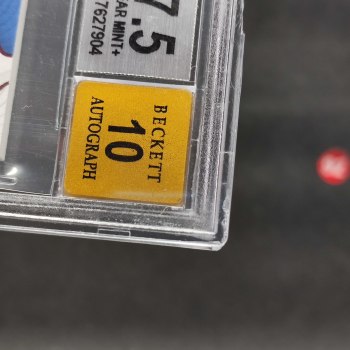 7.5
AR MINT+
7627904
BECKETT
10
AUTOGRAPH